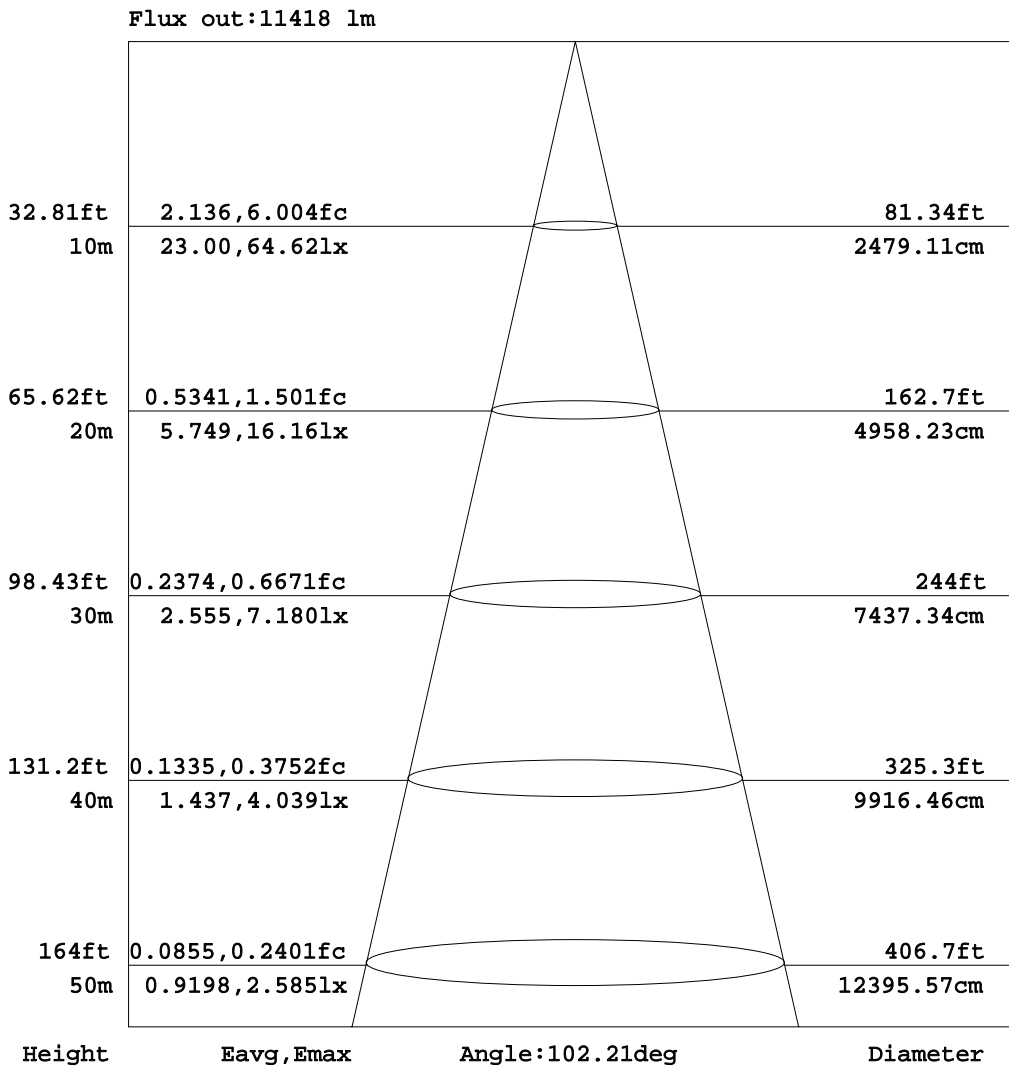 Flux out:11418 lm
32.81ft 2.136,6.004fc 81.34ft
10m 23.00,64.62lx 2479.11cm
65.62ft 0.5341,1.501fc 162.7ft
20m 5.749,16.16lx 4958.23cm
98.43ft 0.2374,0.6671fc 244ft
30m 2.555,7.180lx 7437.34cm
131.2ft 0.1335,0.3752fc 325.3ft
40m 1.437,4.039lx 9916.46cm
164ft 0.0855,0.2401fc 406.7ft
50m 0.9198,2.585lx 12395.57cm
Height Eavg,Emax Angle:102.21deg Diameter